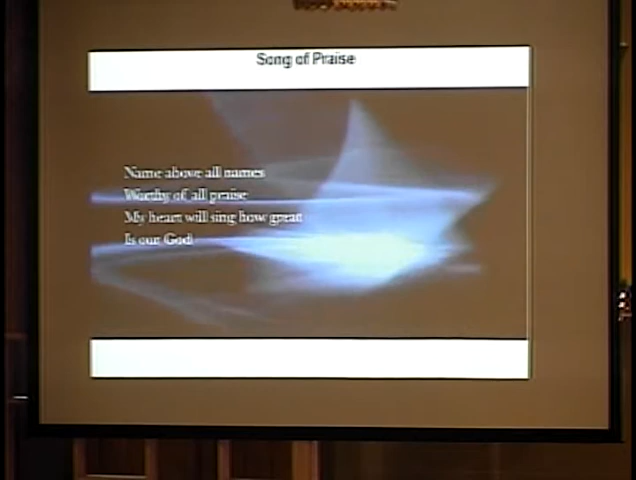 Song of Praise
Name above all names
Worthy of all praise
My heart will sing how great
Is our God